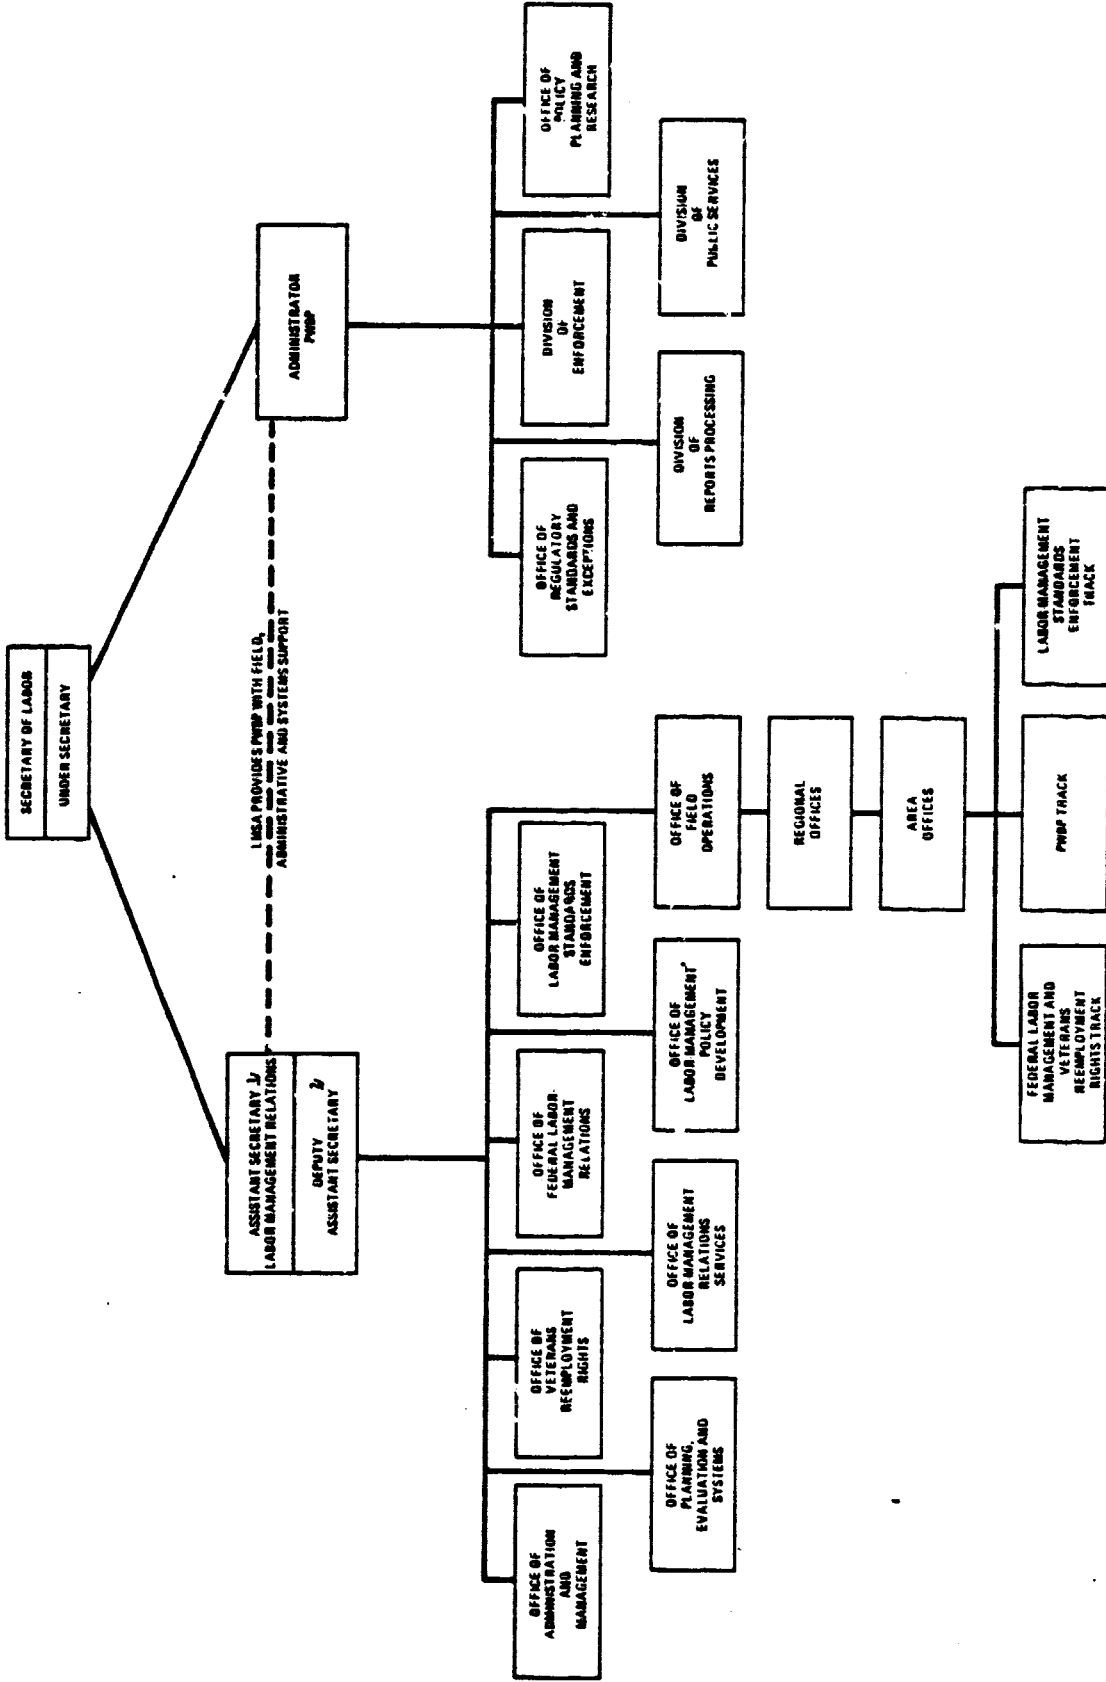 SECRETARY OF LABOR
UNDER SECRETARY
ASSISTANT SECRETARY 1/
LABOR MANAGEMENT RELATIONS
DEPUTY 2/
ASSISTANT SECRETARY
LMSA PROVIDES PWBP WITH FIELD,
ADMINISTRATIVE AND SYSTEMS SUPPORT
ADMINISTRATOR
PWBP
OFFICE OF
ADMINISTRATION
AND
MANAGEMENT
OFFICE OF
VETERANS
REEMPLOYMENT
RIGHTS
OFFICE OF
FEDERAL LABOR-
MANAGEMENT
RELATIONS
OFFICE OF
LABOR MANAGEMENT
STANDARDS
ENFORCEMENT
OFFICE OF
REGULATORY
STANDARDS AND
EXCEPTIONS
DIVISION
OF
ENFORCEMENT
OFFICE OF
POLICY
PLANNING AND
RESEARCH
OFFICE OF
PLANNING,
EVALUATION AND
SYSTEMS
OFFICE OF
LABOR-MANAGEMENT
RELATIONS
SERVICES
OFFICE OF
LABOR-MANAGEMENT
POLICY
DEVELOPMENT
OFFICE OF
FIELD
OPERATIONS
DIVISION
OF
REPORTS PROCESSING
DIVISION
OF
PUBLIC SERVICES
REGIONAL
OFFICES
AREA
OFFICES
FEDERAL LABOR
MANAGEMENT AND
VETERANS
REEMPLOYMENT
RIGHTS TRACK
PWBP TRACK
LABOR MANAGEMENT
STANDARDS
ENFORCEMENT
TRACK